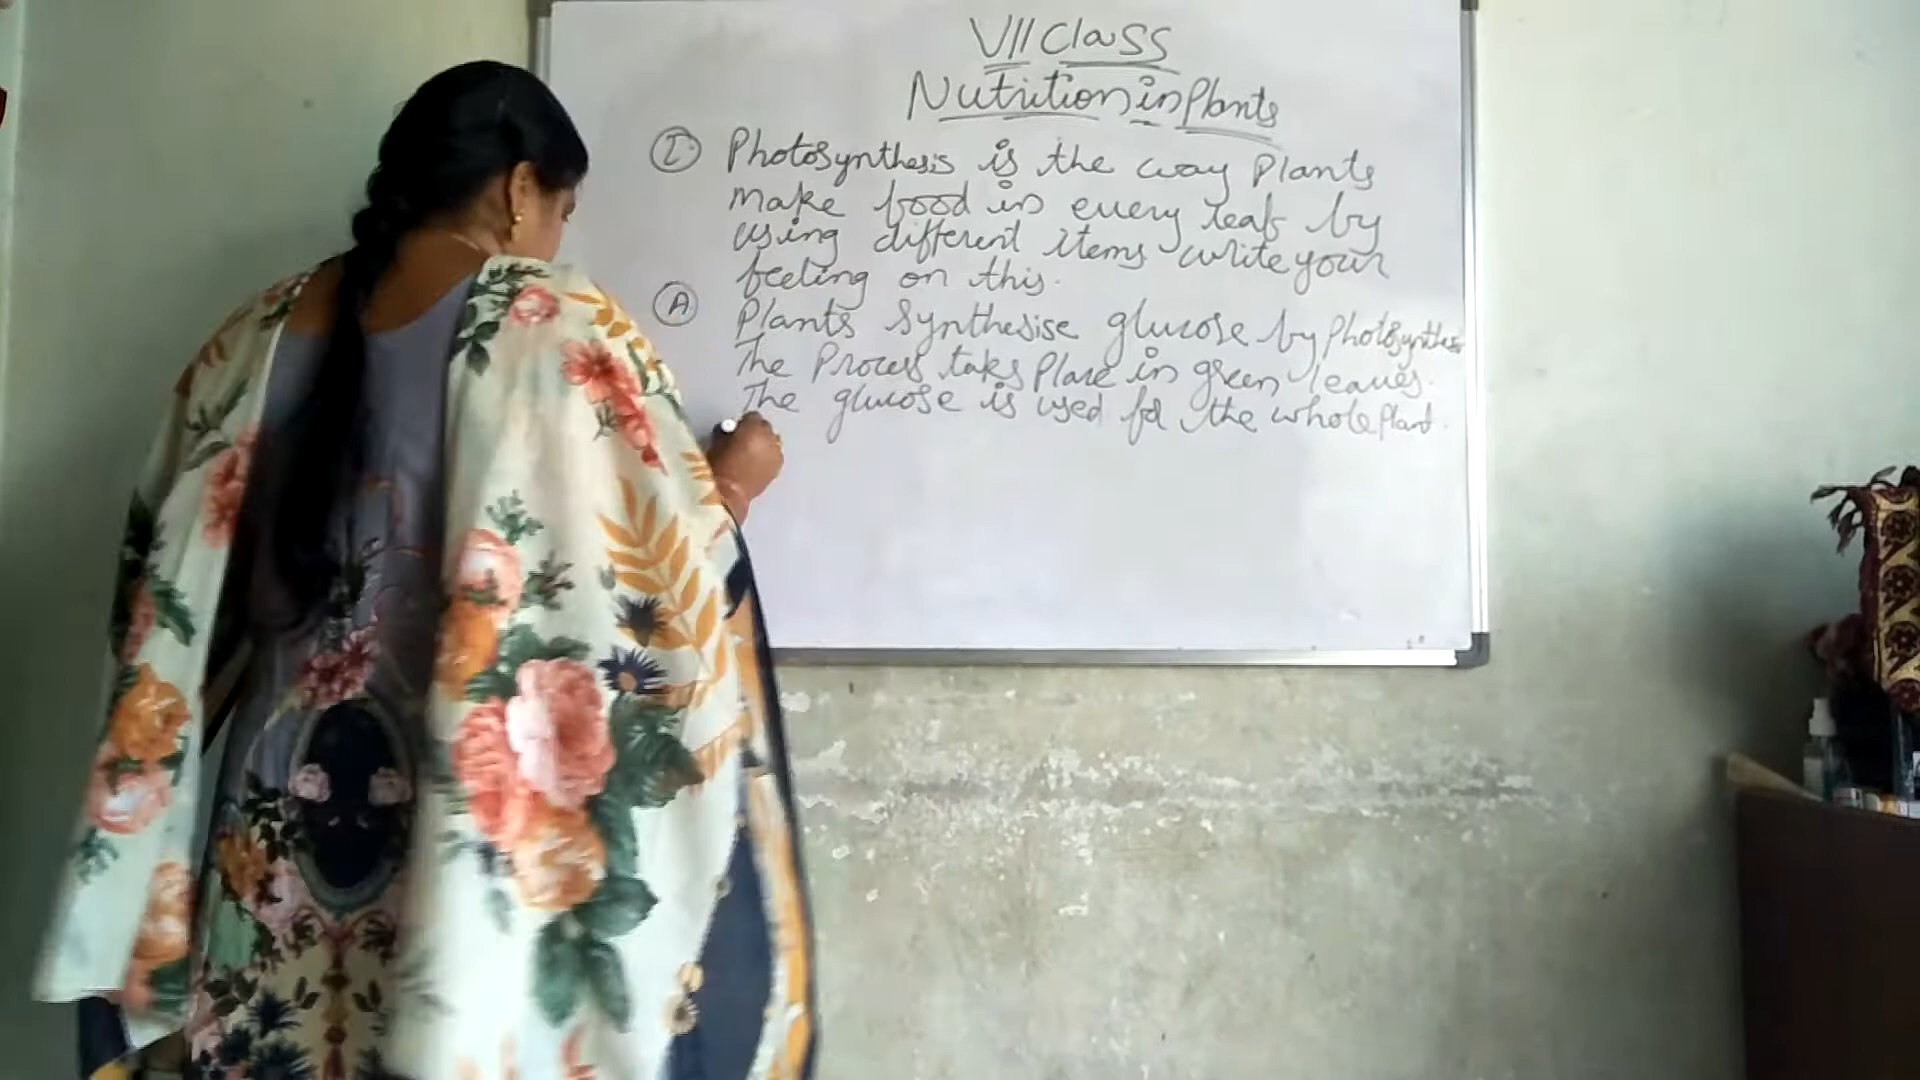 VII Class
Nutrition in Plants
I. Photosynthesis is the way Plants
make food in every leaf by
using different items write your
feeling on this.
A Plants Synthesise glucose by Photosynthesis
The Process takes Place in green leaves.
The glucose is used for the whole Plant.